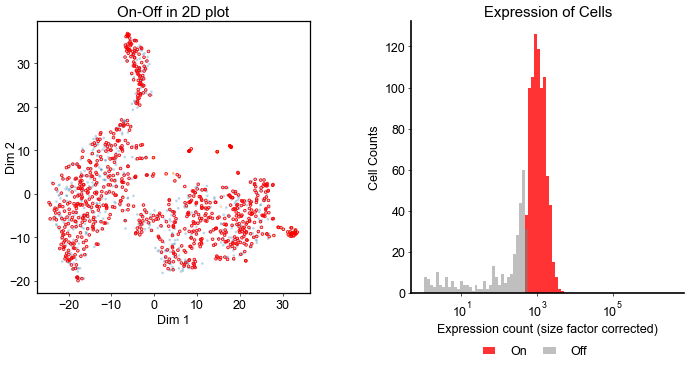 On-Off in 2D plot
Dim 2
30
20
10
0
−10
−20
−20 −10 0 10 20 30
Dim 1
Expression of Cells
Cell Counts
120
100
80
60
40
20
0
10^1 10^3 10^5
Expression count (size factor corrected)
On Off